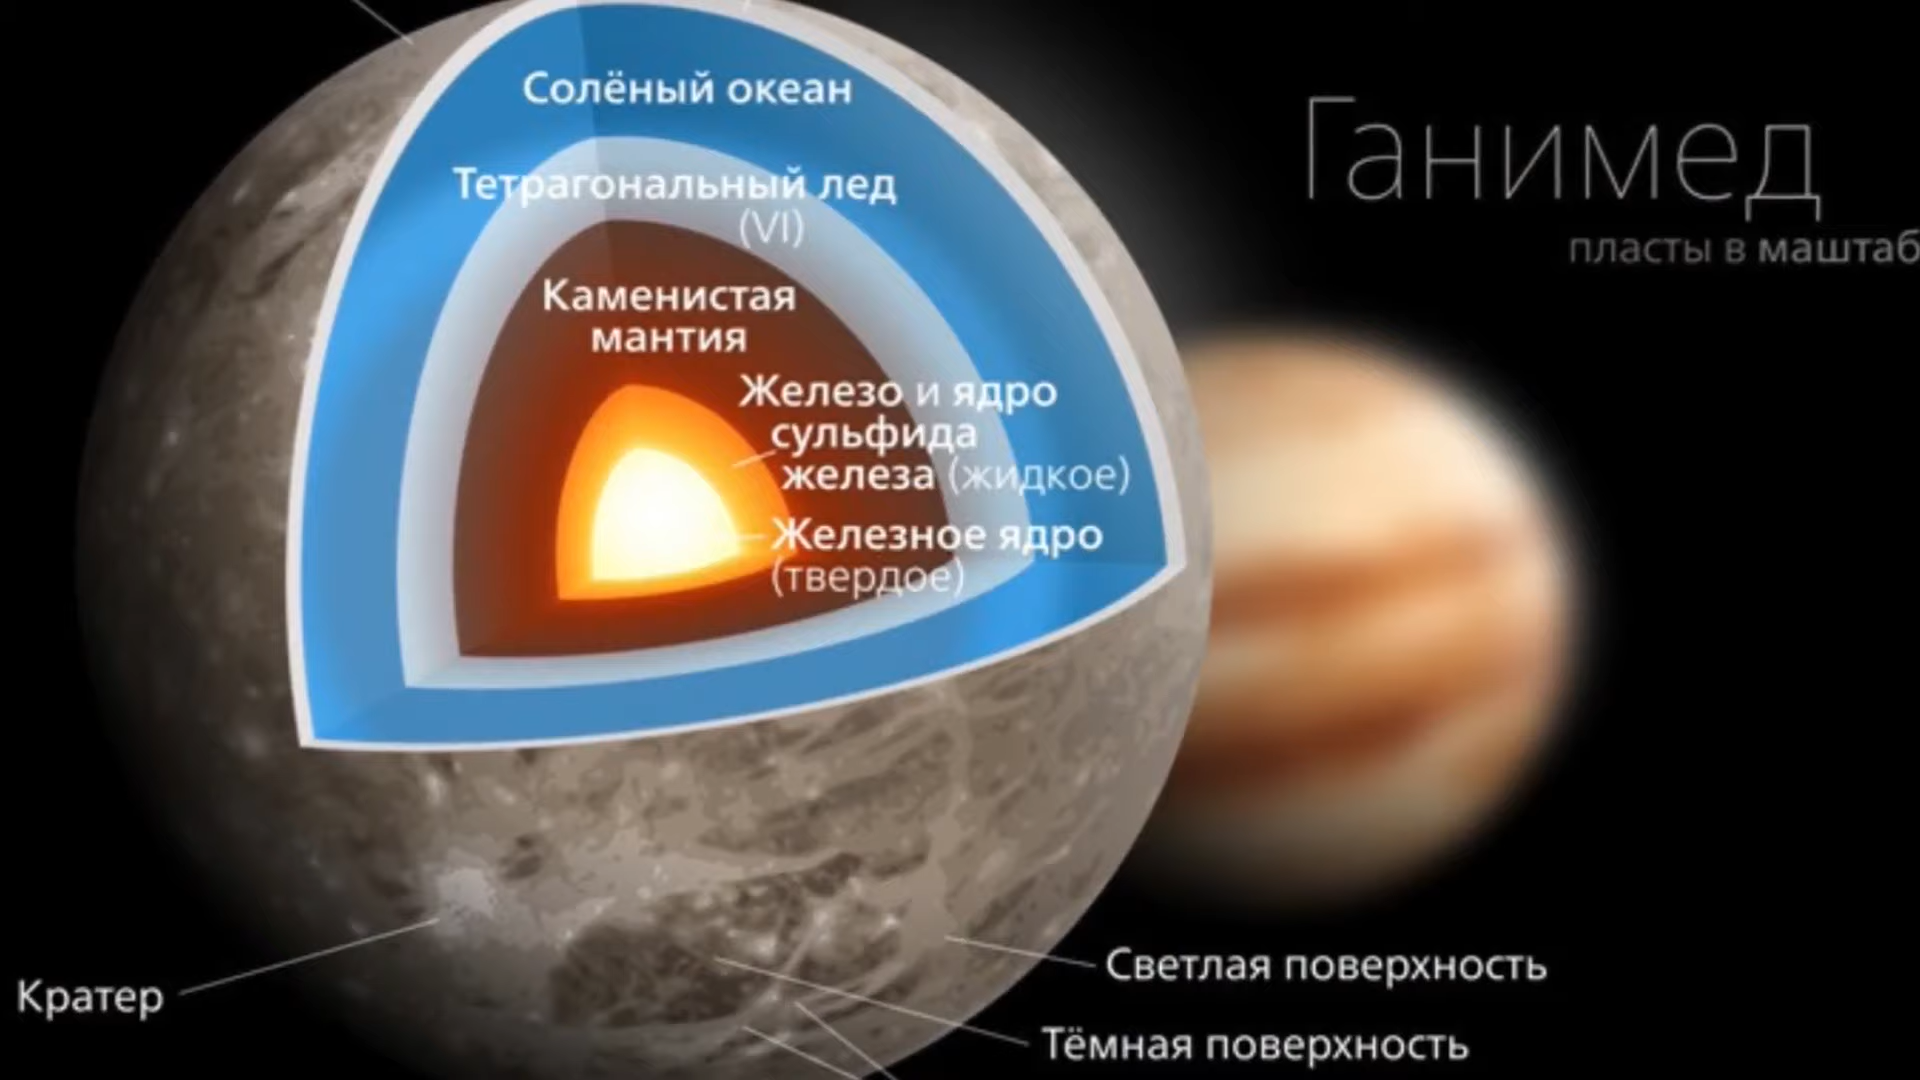 Ганимед
пласты в маштаб
Солёный океан
Тетрагональный лед
(VI)
Каменистая
мантия
Железо и ядро
сульфида
железа (жидкое)
Железное ядро
(твердое)
Кратер
Светлая поверхность
Тёмная поверхность